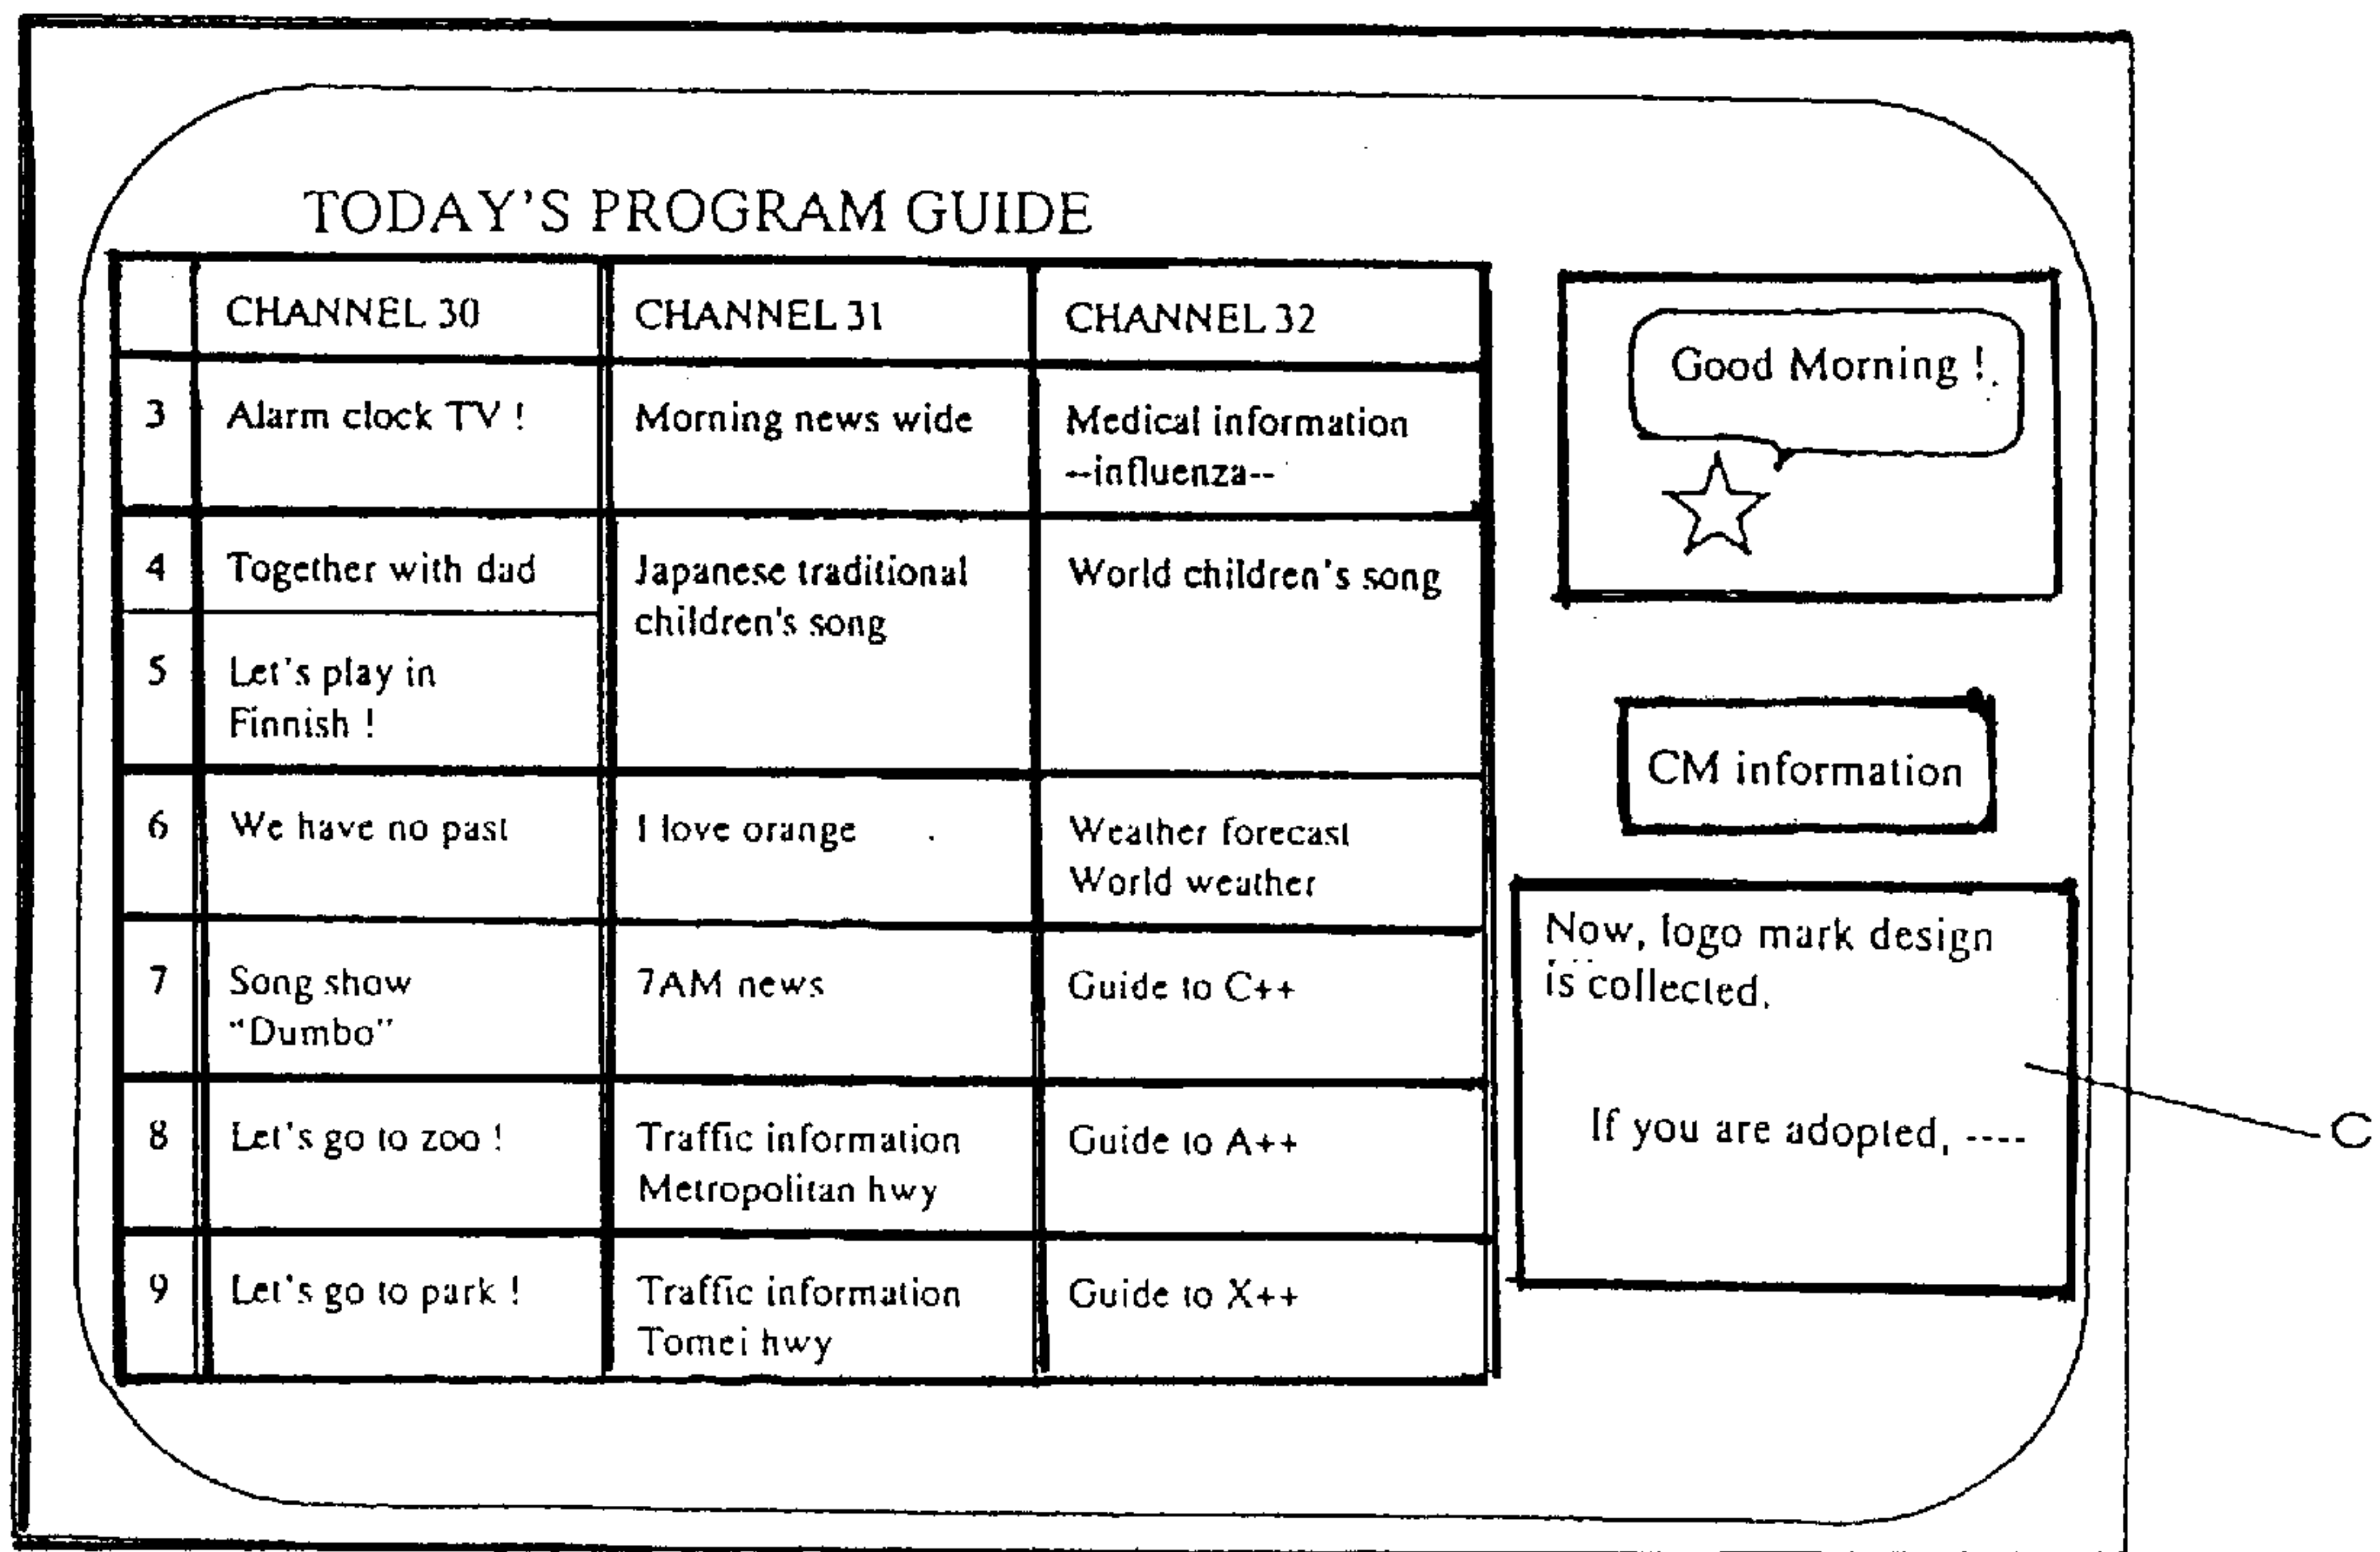 TODAY'S PROGRAM GUIDE
CHANNEL 30 CHANNEL 31 CHANNEL 32
3 Alarm clock TV ! Morning news wide Medical information
--influenza--
4 Together with dad Japanese traditional World children's song
children's song
5 Let's play in
Finnish !
6 We have no past I love orange Weather forecast
World weather
7 Song show 7AM news Guide to C++
"Dumbo"
8 Let's go to zoo ! Traffic information Guide to A++
Metropolitan hwy
9 Let's go to park ! Traffic information Guide to X++
Tomei hwy
Good Morning !
CM information
Now, logo mark design
is collected.
If you are adopted, ----
C